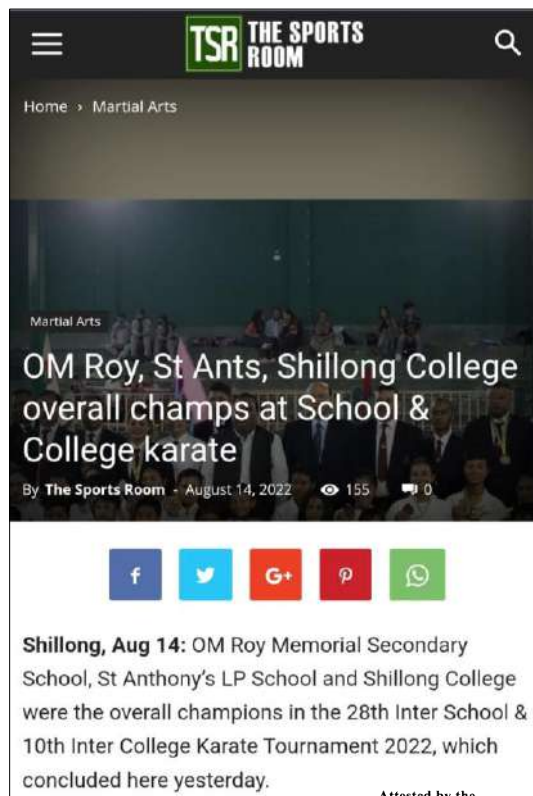 TSR THE SPORTS
ROOM
Home › Martial Arts
Martial Arts
OM Roy, St Ants, Shillong College
overall champs at School &
College karate
By The Sports Room - August 14, 2022 155 0
f G+
Shillong, Aug 14: OM Roy Memorial Secondary
School, St Anthony's LP School and Shillong College
were the overall champions in the 28th Inter School &
10th Inter College Karate Tournament 2022, which
concluded here yesterday.
Attested by the